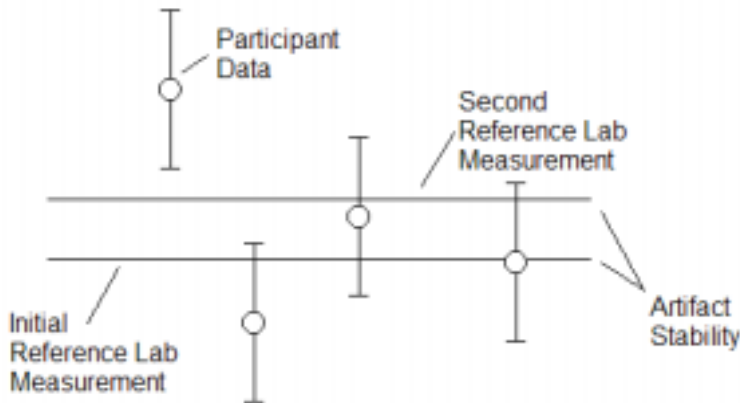 Participant
Data
Second
Reference Lab
Measurement
Initial
Reference Lab
Measurement
Artifact
Stability